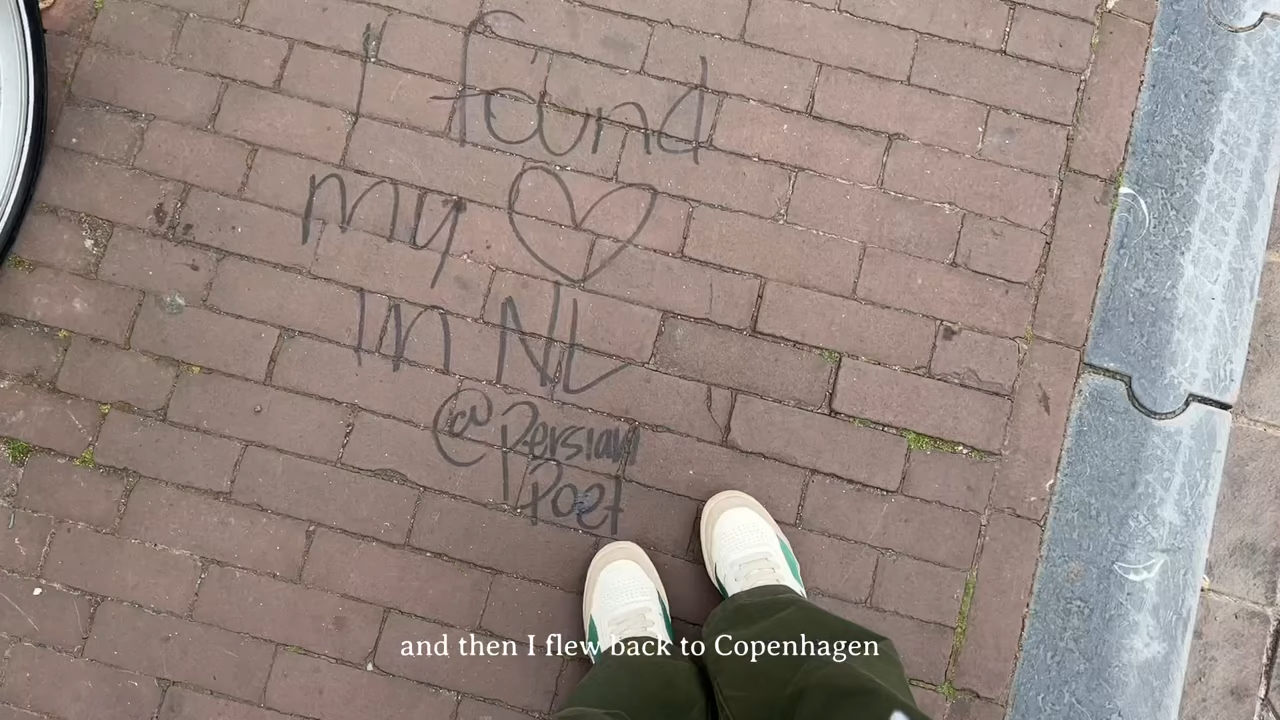 I found
my ♡
in NL
@Persian
Poet
and then I flew back to Copenhagen